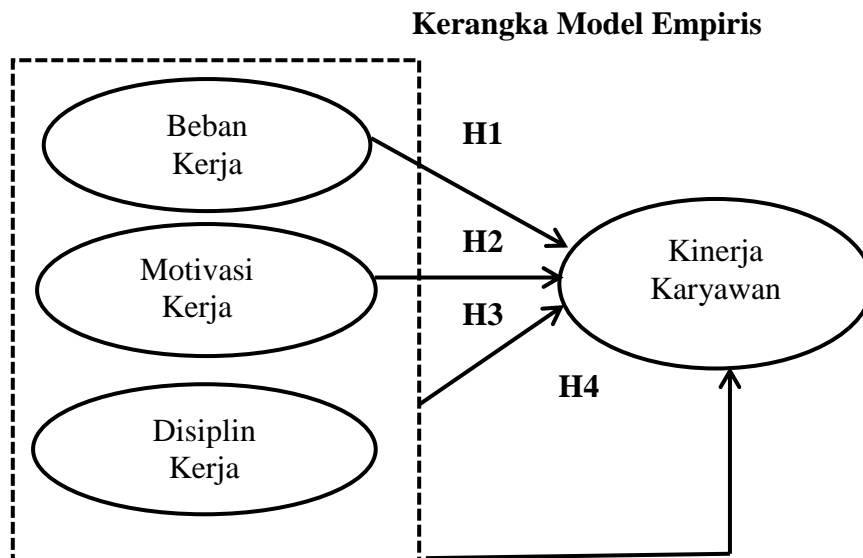 Kerangka Model Empiris
Beban
Kerja
H1
Motivasi
Kerja
H2
H3
Kinerja
Karyawan
H4
Disiplin
Kerja